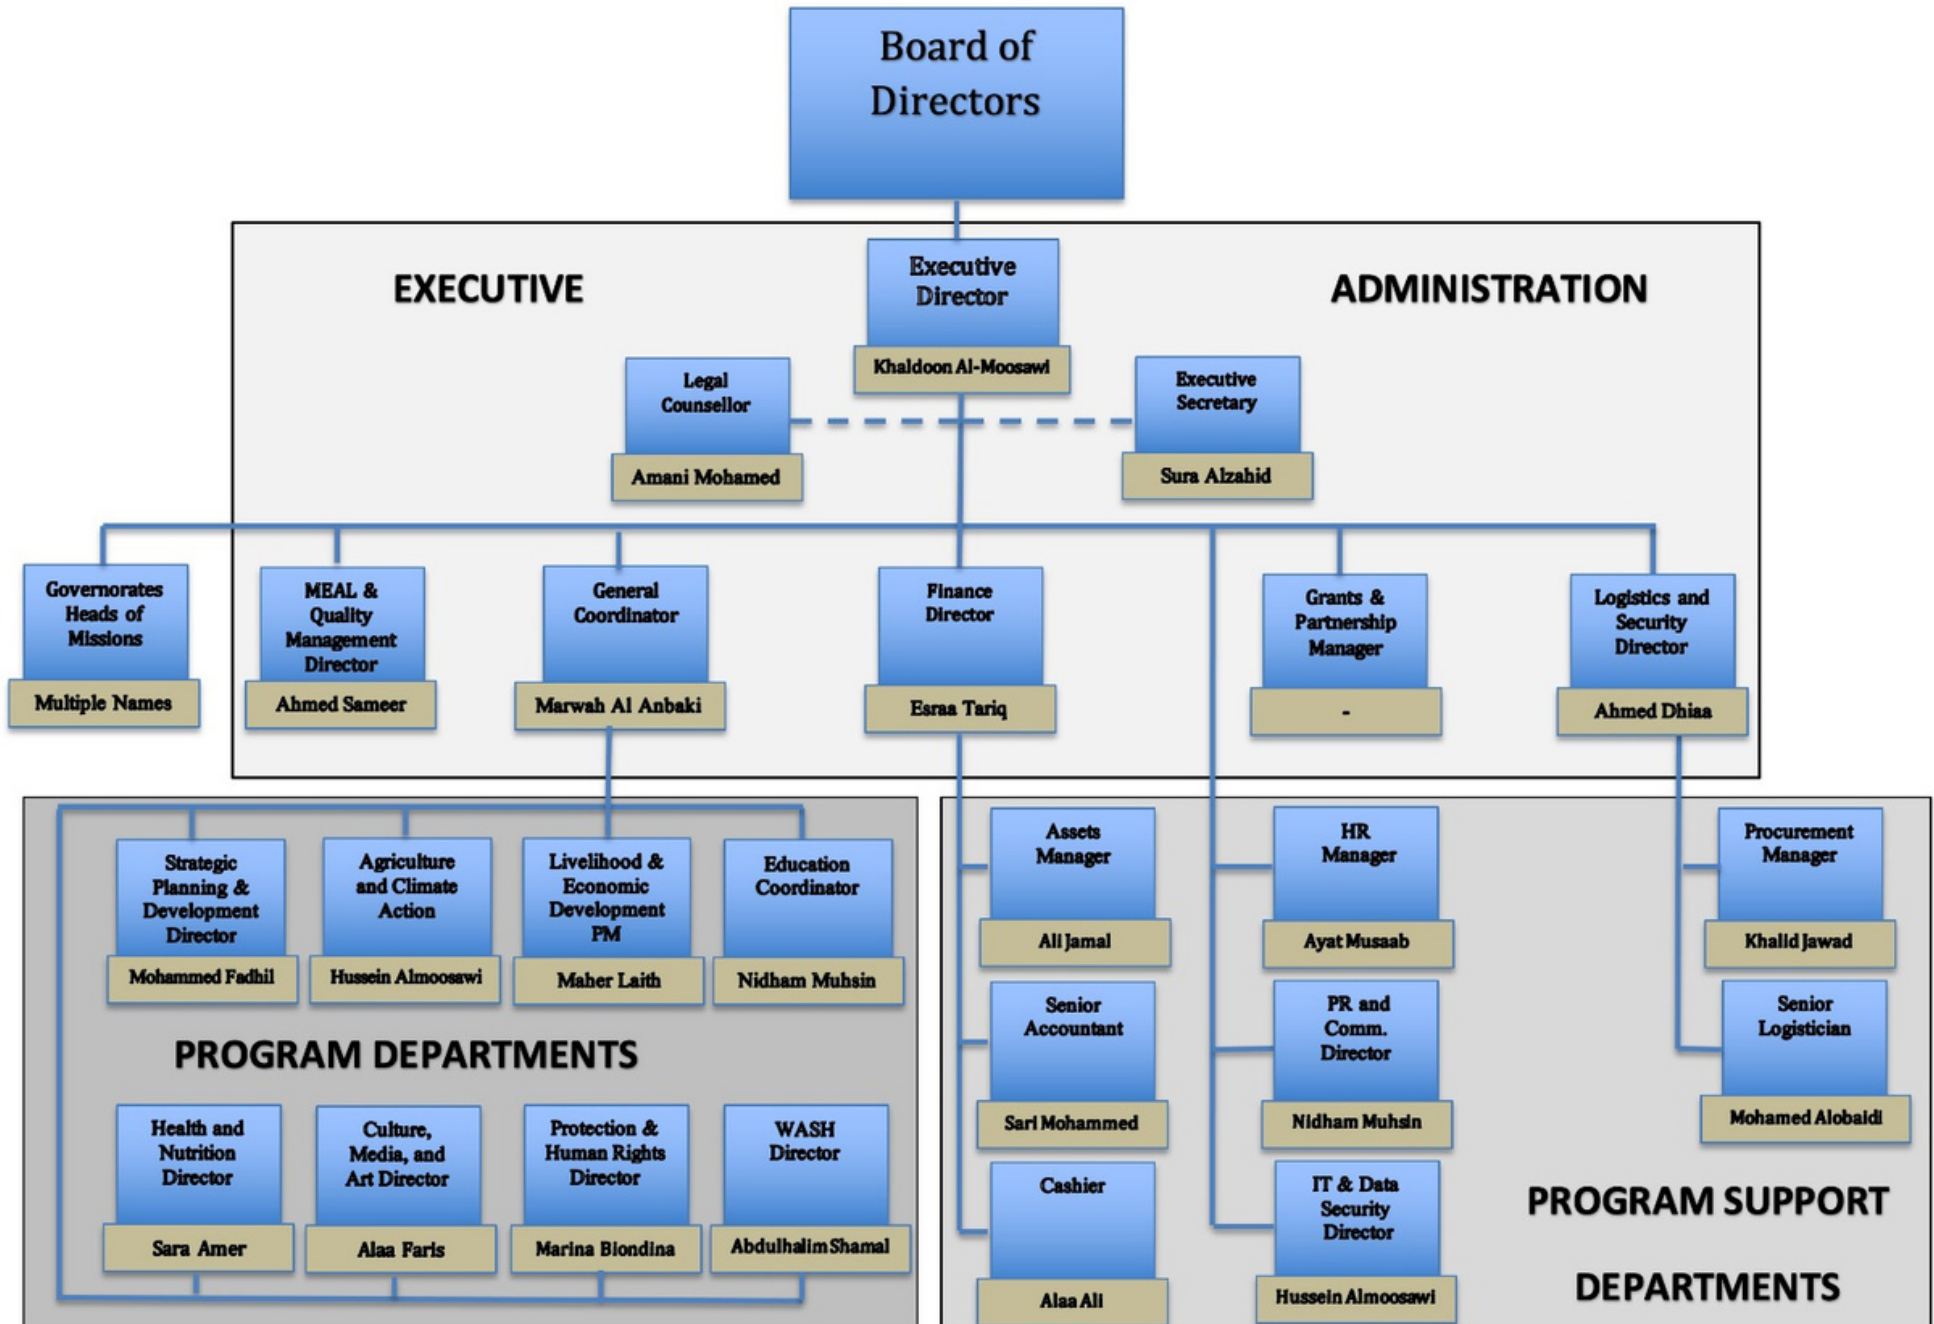 Board of
Directors
EXECUTIVE
ADMINISTRATION
Executive
Director
Khaldoon Al-Moosawi
Legal
Counsellor
Amani Mohamed
Executive
Secretary
Sura Alzahid
Governorates
Heads of
Missions
Multiple Names
MEAL &
Quality
Management
Director
Ahmed Sameer
General
Coordinator
Marwah Al Anbaki
Finance
Director
Esraa Tariq
Grants &
Partnership
Manager
-
Logistics and
Security
Director
Ahmed Dhiaa
Strategic
Planning &
Development
Director
Mohammed Fadhil
Agriculture
and Climate
Action
Hussein Almoosawi
Livelihood &
Economic
Development
PM
Maher Laith
Education
Coordinator
Nidham Muhsin
PROGRAM DEPARTMENTS
Health and
Nutrition
Director
Sara Amer
Culture,
Media, and
Art Director
Alaa Faris
Protection &
Human Rights
Director
Marina Biondina
WASH
Director
Abdulhalim Shamal
Assets
Manager
Ali Jamal
Senior
Accountant
Sari Mohammed
Cashier
Alaa Ali
HR
Manager
Ayat Musaab
PR and
Comm.
Director
Nidham Muhsin
IT & Data
Security
Director
Hussein Almoosawi
Procurement
Manager
Khalid Jawad
Senior
Logistician
Mohamed Alobaidi
PROGRAM SUPPORT
DEPARTMENTS